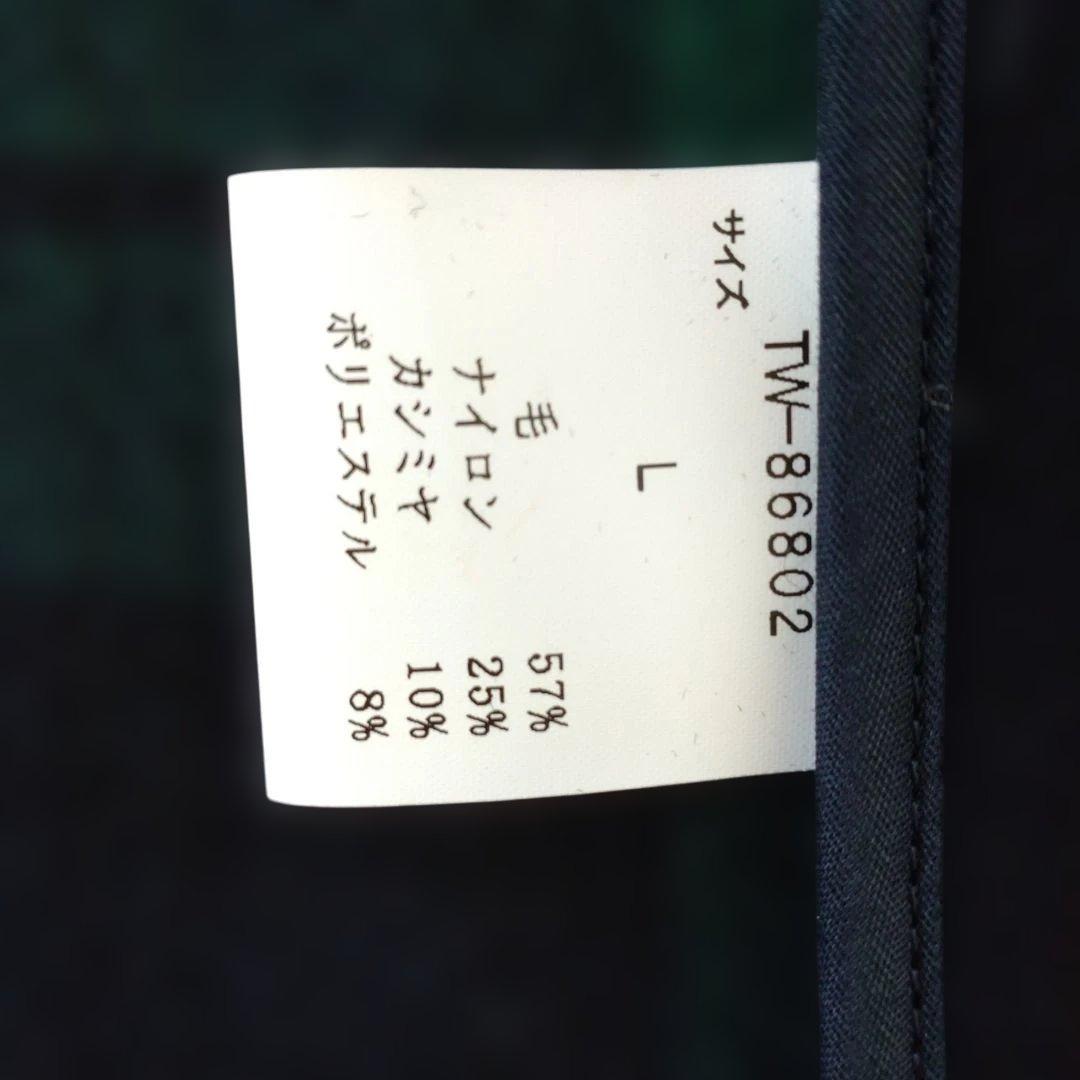 TW-86802
サイズ
L
毛 57%
ナイロン 25%
カシミヤ 10%
ポリエステル 8%